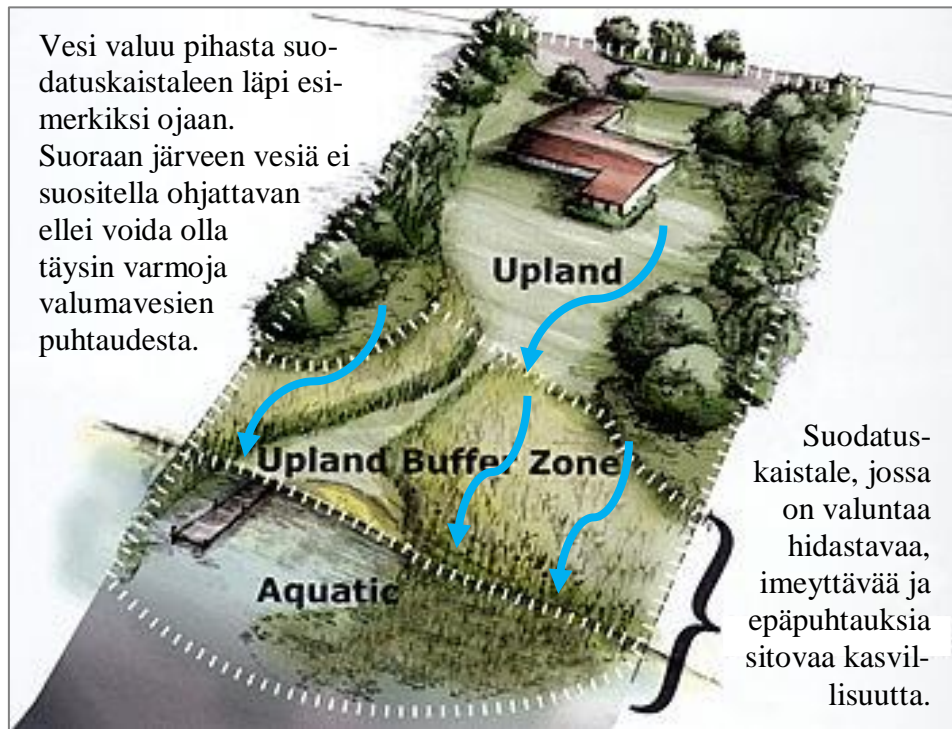 Vesi valuu pihasta suo-
datuskaistaleen läpi esi-
merkiksi ojaan.
Suoraan järveen vesiä ei
suositella ohjattavan
ellei voida olla
täysin varmoja
valumavesien
puhtaudesta.
Upland
Upland Buffer Zone
Aquatic
Suodatus-
kaistale, jossa
on valuntaa
hidastavaa,
imeyttävää ja
epäpuhtauksia
sitovaa kasvil-
lisuutta.